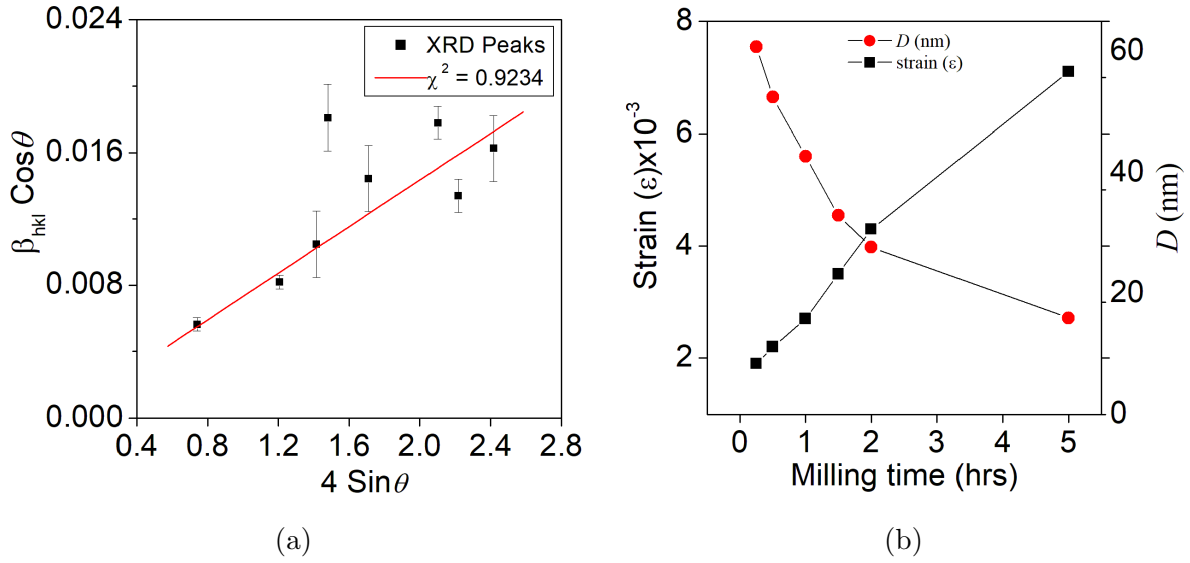 0.024
0.016
0.008
0.000
β_hkl Cosθ
XRD Peaks
χ² = 0.9234
0.4 0.8 1.2 1.6 2.0 2.4 2.8
4 Sinθ
(a)
8
6
4
2
Strain (ε)x10⁻³
D (nm)
strain (ε)
60
40
20
0
D (nm)
0 1 2 3 4 5
Milling time (hrs)
(b)